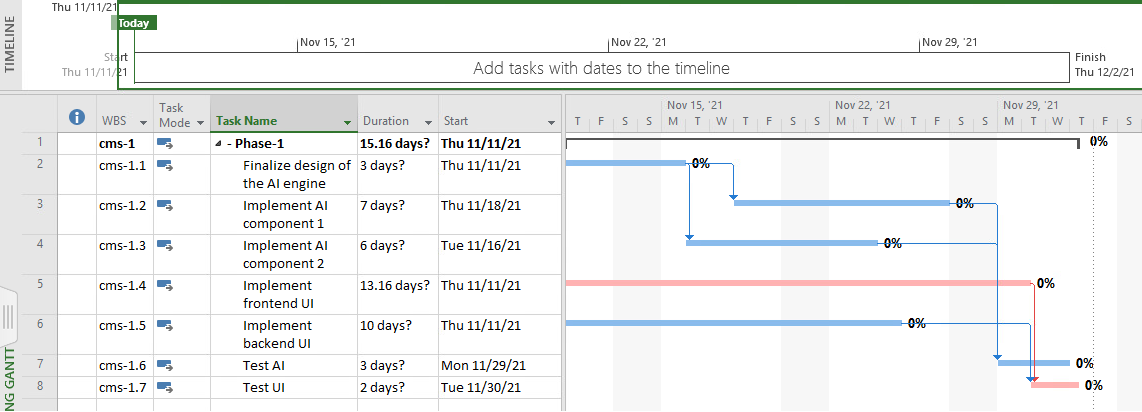 Thu 11/11/21
Today
TIMELINE
Nov 15, '21
Nov 22, '21
Nov 29, '21
Start
Thu 11/11/21
Add tasks with dates to the timeline
Finish
Thu 12/2/21
WBS
Task Mode
Task Name
Duration
Start
Nov 15, '21
Nov 22, '21
Nov 29, '21
T F S S M T W T F S S M T W T F S S M T W T F S
1 cms-1 - Phase-1 15.16 days? Thu 11/11/21 0%
2 cms-1.1 Finalize design of 3 days? Thu 11/11/21 0%
the AI engine
3 cms-1.2 Implement AI 7 days? Thu 11/18/21 0%
component 1
4 cms-1.3 Implement AI 6 days? Tue 11/16/21 0%
component 2
5 cms-1.4 Implement 13.16 days? Thu 11/11/21 0%
frontend UI
6 cms-1.5 Implement 10 days? Thu 11/11/21 0%
backend UI
7 cms-1.6 Test AI 3 days? Mon 11/29/21 0%
8 cms-1.7 Test UI 2 days? Tue 11/30/21 0%
NG GANTT